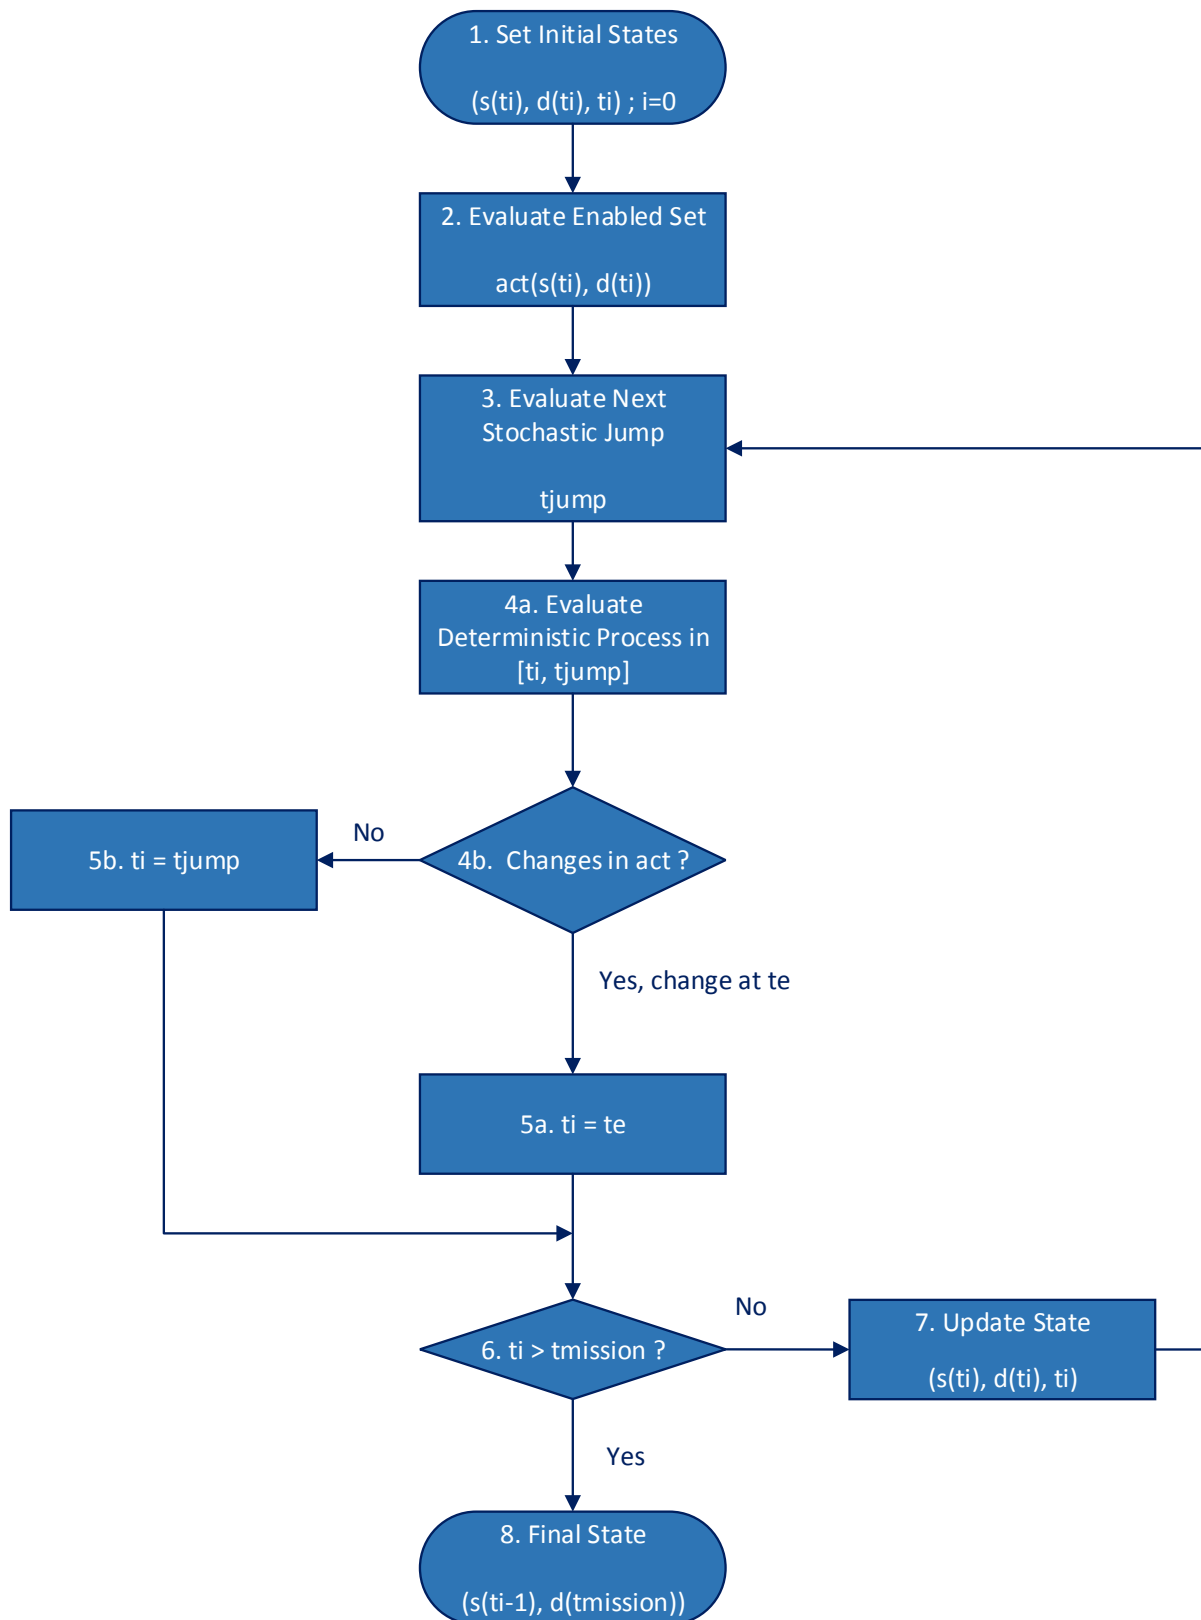 1. Set Initial States
(s(ti), d(ti), ti) ; i=0
2. Evaluate Enabled Set
act(s(ti), d(ti))
3. Evaluate Next
Stochastic Jump
tjump
4a. Evaluate
Deterministic Process in
[ti, tjump]
No
5b. ti = tjump
4b.  Changes in act ?
Yes, change at te
5a. ti = te
No
6. ti > tmission ?
7. Update State
(s(ti), d(ti), ti)
Yes
8. Final State
(s(ti-1), d(tmission))